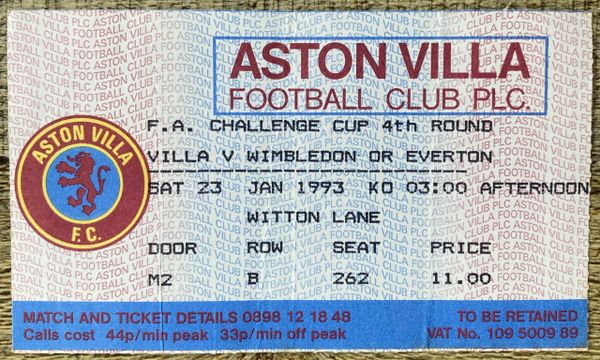 ASTON VILLA
FOOTBALL CLUB PLC.
F.A. CHALLENGE CUP 4th ROUND
VILLA V WIMBLEDON OR EVERTON
SAT 23 JAN 1993 KO 03:00 AFTERNOON
WITTON LANE
ASTON VILLA
F.C.
DOOR ROW SEAT PRICE
M2 B 262 11.00
MATCH AND TICKET DETAILS 0898 12 18 48
Calls cost 44p/min peak 33p/min off peak
TO BE RETAINED
VAT No. 109 5009 89